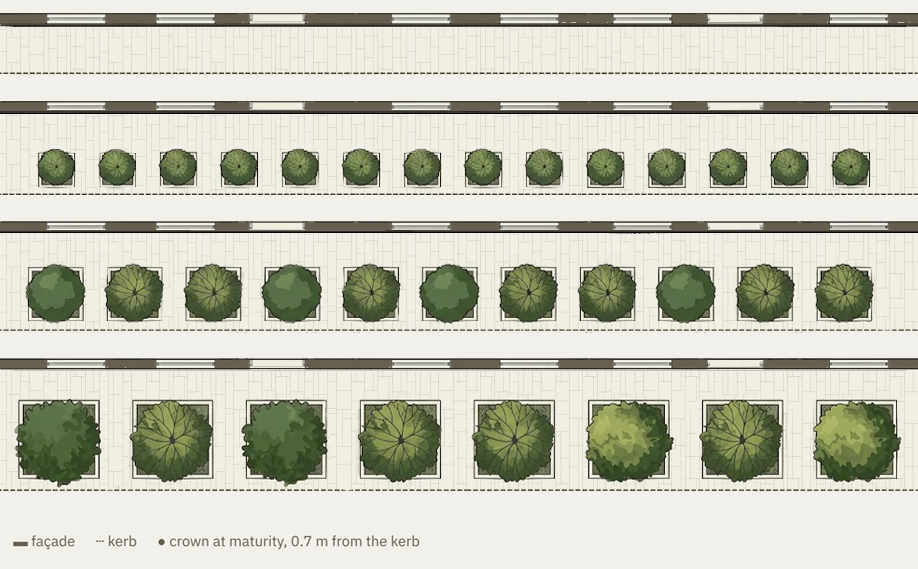 ▬ façade ┄ kerb ● crown at maturity, 0.7 m from the kerb